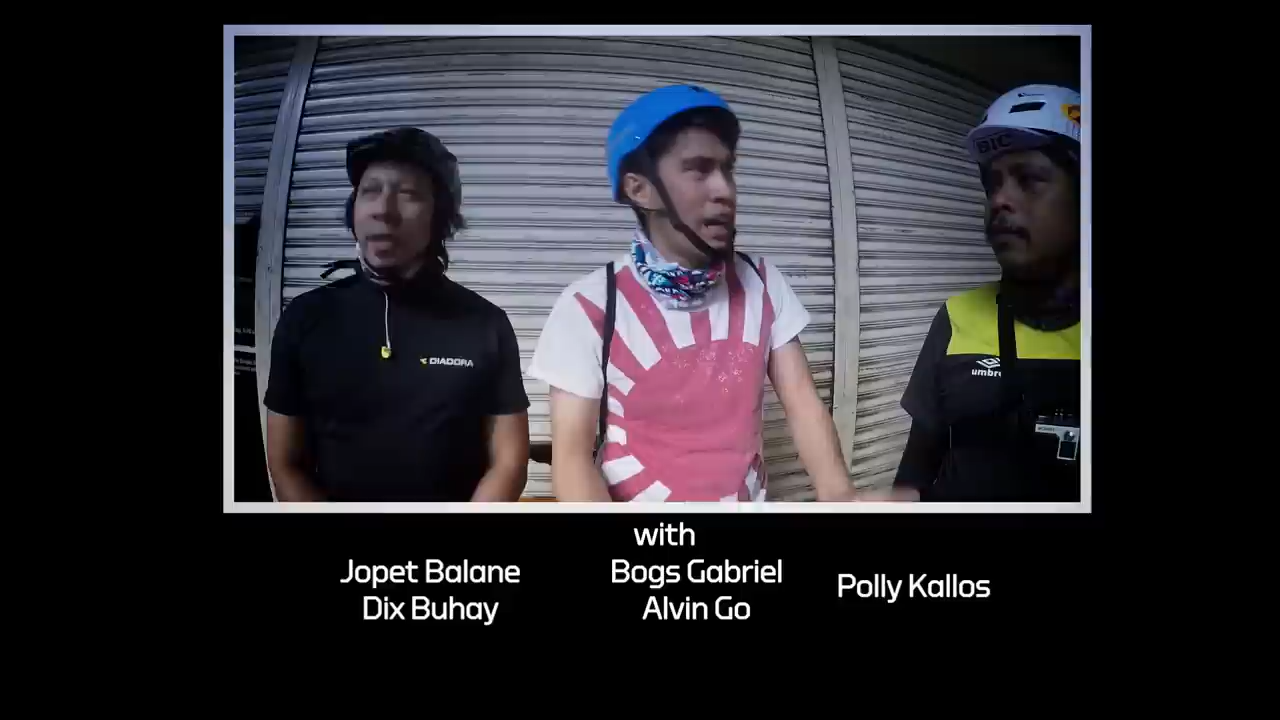 BIC
DIADORA
umbro
with
Jopet Balane
Dix Buhay
Bogs Gabriel
Alvin Go
Polly Kallos